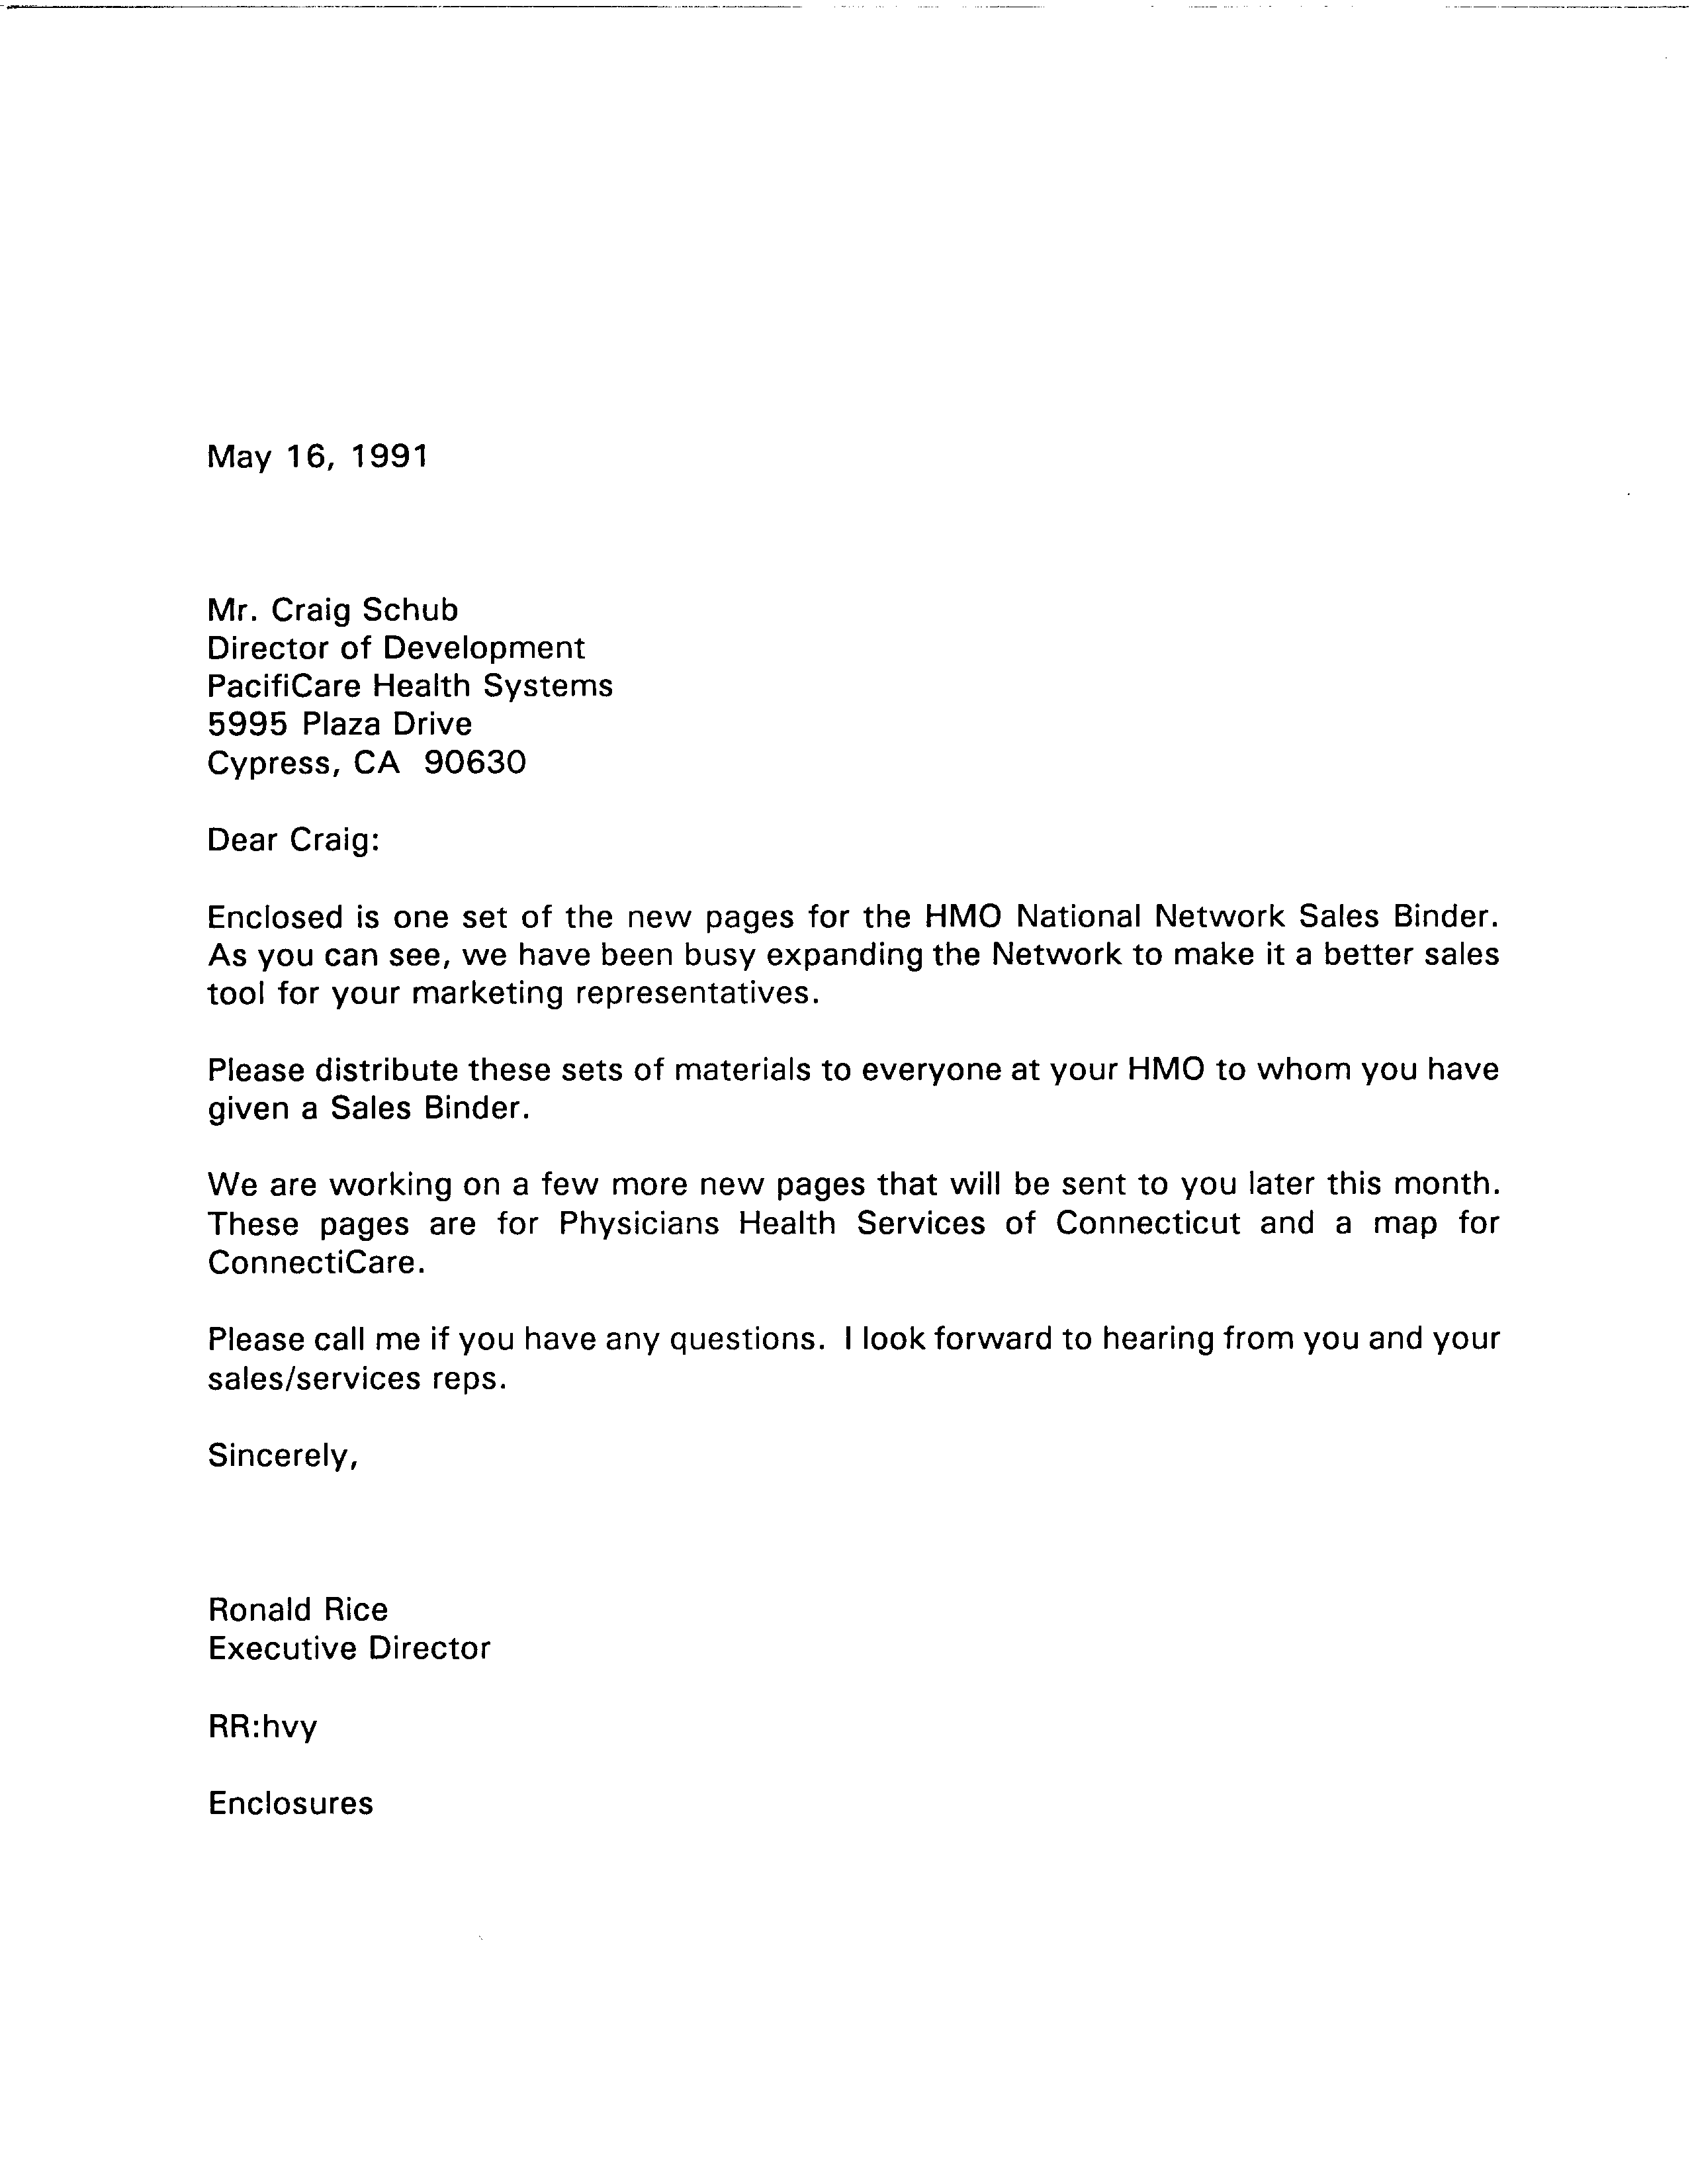 May 16, 1991
Mr. Craig Schub
Director of Development
PacifiCare Health Systems
5995 Plaza Drive
Cypress, CA 90630
Dear Craig:
Enclosed is one set of the new pages for the HMO National Network Sales Binder.
As you can see, we have been busy expanding the Network to make it a better sales
tool for your marketing representatives.
Please distribute these sets of materials to everyone at your HMO to whom you have
given a Sales Binder.
We are working on a few more new pages that will be sent to you later this month.
These pages are for Physicians Health Services of Connecticut and a map for
ConnectiCare.
Please call me if you have any questions. I look forward to hearing from you and your
sales/services reps.
Sincerely,
Ronald Rice
Executive Director
RR:hvy
Enclosures